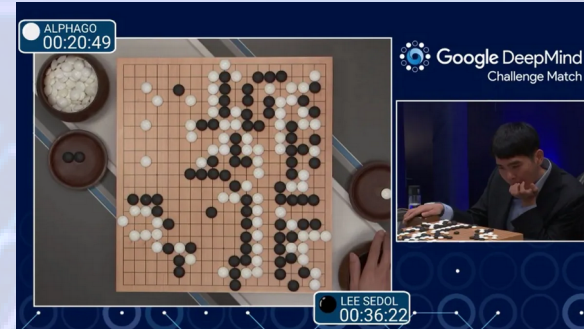 ALPHAGO
00:20:49
Google DeepMind
Challenge Match
LEE SEDOL
00:36:22